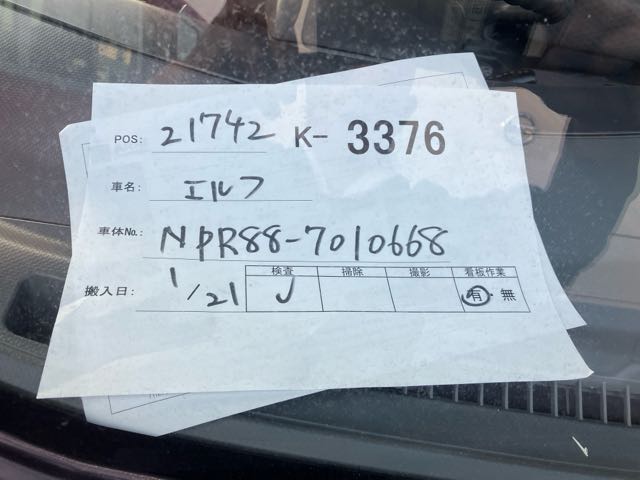 POS: 21742 K- 3376
車名: エルフ
車体No.: NPR88-7010668
搬入日: 1/21
検査 掃除 撮影 看板作業
✓ 有・無